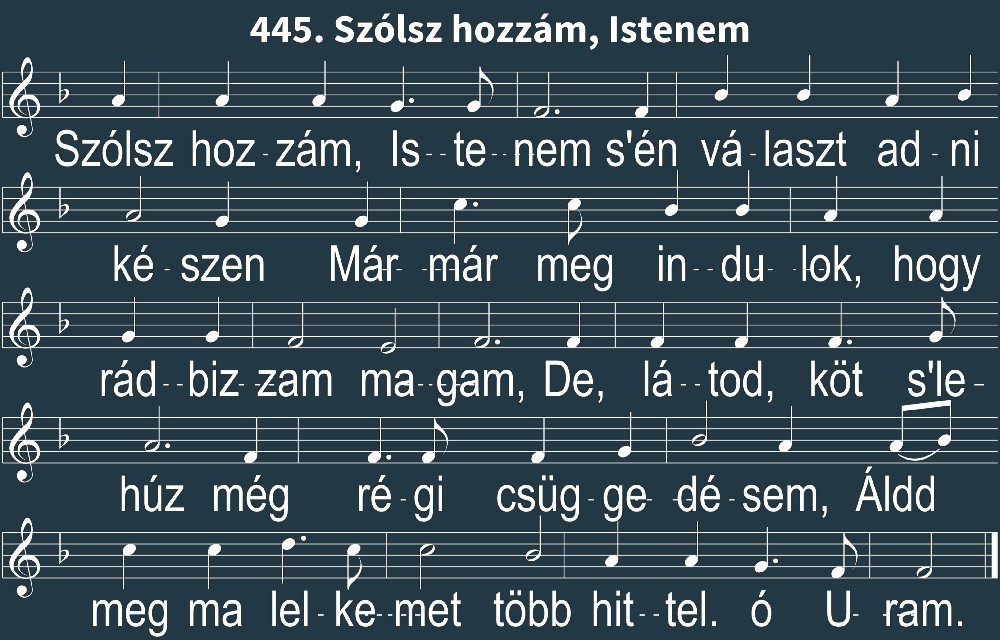 445. Szólsz hozzám, Istenem
Szólsz hoz-zám, Is--te--nem s'én vá-laszt ad-ni
ké-szen Már--már meg in--du--lok, hogy
rád--biz-zam ma--gam, De, lá--tod, köt s'le-
húz még ré-gi csüg-ge-dé-sem, Áldd
meg ma lel-ke--met több hit--tel. ó U-ram.